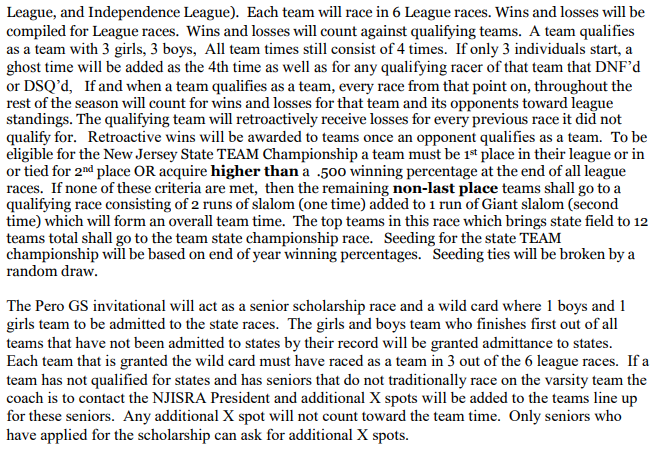 League, and Independence League).  Each team will race in 6 League races. Wins and losses will be
compiled for League races.  Wins and losses will count against qualifying teams.  A team qualifies
as a team with 3 girls, 3 boys,  All team times still consist of 4 times.  If only 3 individuals start, a
ghost time will be added as the 4th time as well as for any qualifying racer of that team that DNF'd
or DSQ'd,   If and when a team qualifies as a team, every race from that point on, throughout the
rest of the season will count for wins and losses for that team and its opponents toward league
standings. The qualifying team will retroactively receive losses for every previous race it did not
qualify for.   Retroactive wins will be awarded to teams once an opponent qualifies as a team.  To be
eligible for the New Jersey State TEAM Championship a team must be 1st place in their league or in
or tied for 2nd place OR acquire higher than a  .500 winning percentage at the end of all league
races.  If none of these criteria are met,  then the remaining non-last place teams shall go to a
qualifying race consisting of 2 runs of slalom (one time) added to 1 run of Giant slalom (second
time) which will form an overall team time.  The top teams in this race which brings state field to 12
teams total shall go to the team state championship race.   Seeding for the state TEAM
championship will be based on end of year winning percentages.   Seeding ties will be broken by a
random draw.
The Pero GS invitational will act as a senior scholarship race and a wild card where 1 boys and 1
girls team to be admitted to the state races.  The girls and boys team who finishes first out of all
teams that have not been admitted to states by their record will be granted admittance to states.
Each team that is granted the wild card must have raced as a team in 3 out of the 6 league races.  If a
team has not qualified for states and has seniors that do not traditionally race on the varsity team the
coach is to contact the NJISRA President and additional X spots will be added to the teams line up
for these seniors.  Any additional X spot will not count toward the team time.  Only seniors who
have applied for the scholarship can ask for additional X spots.